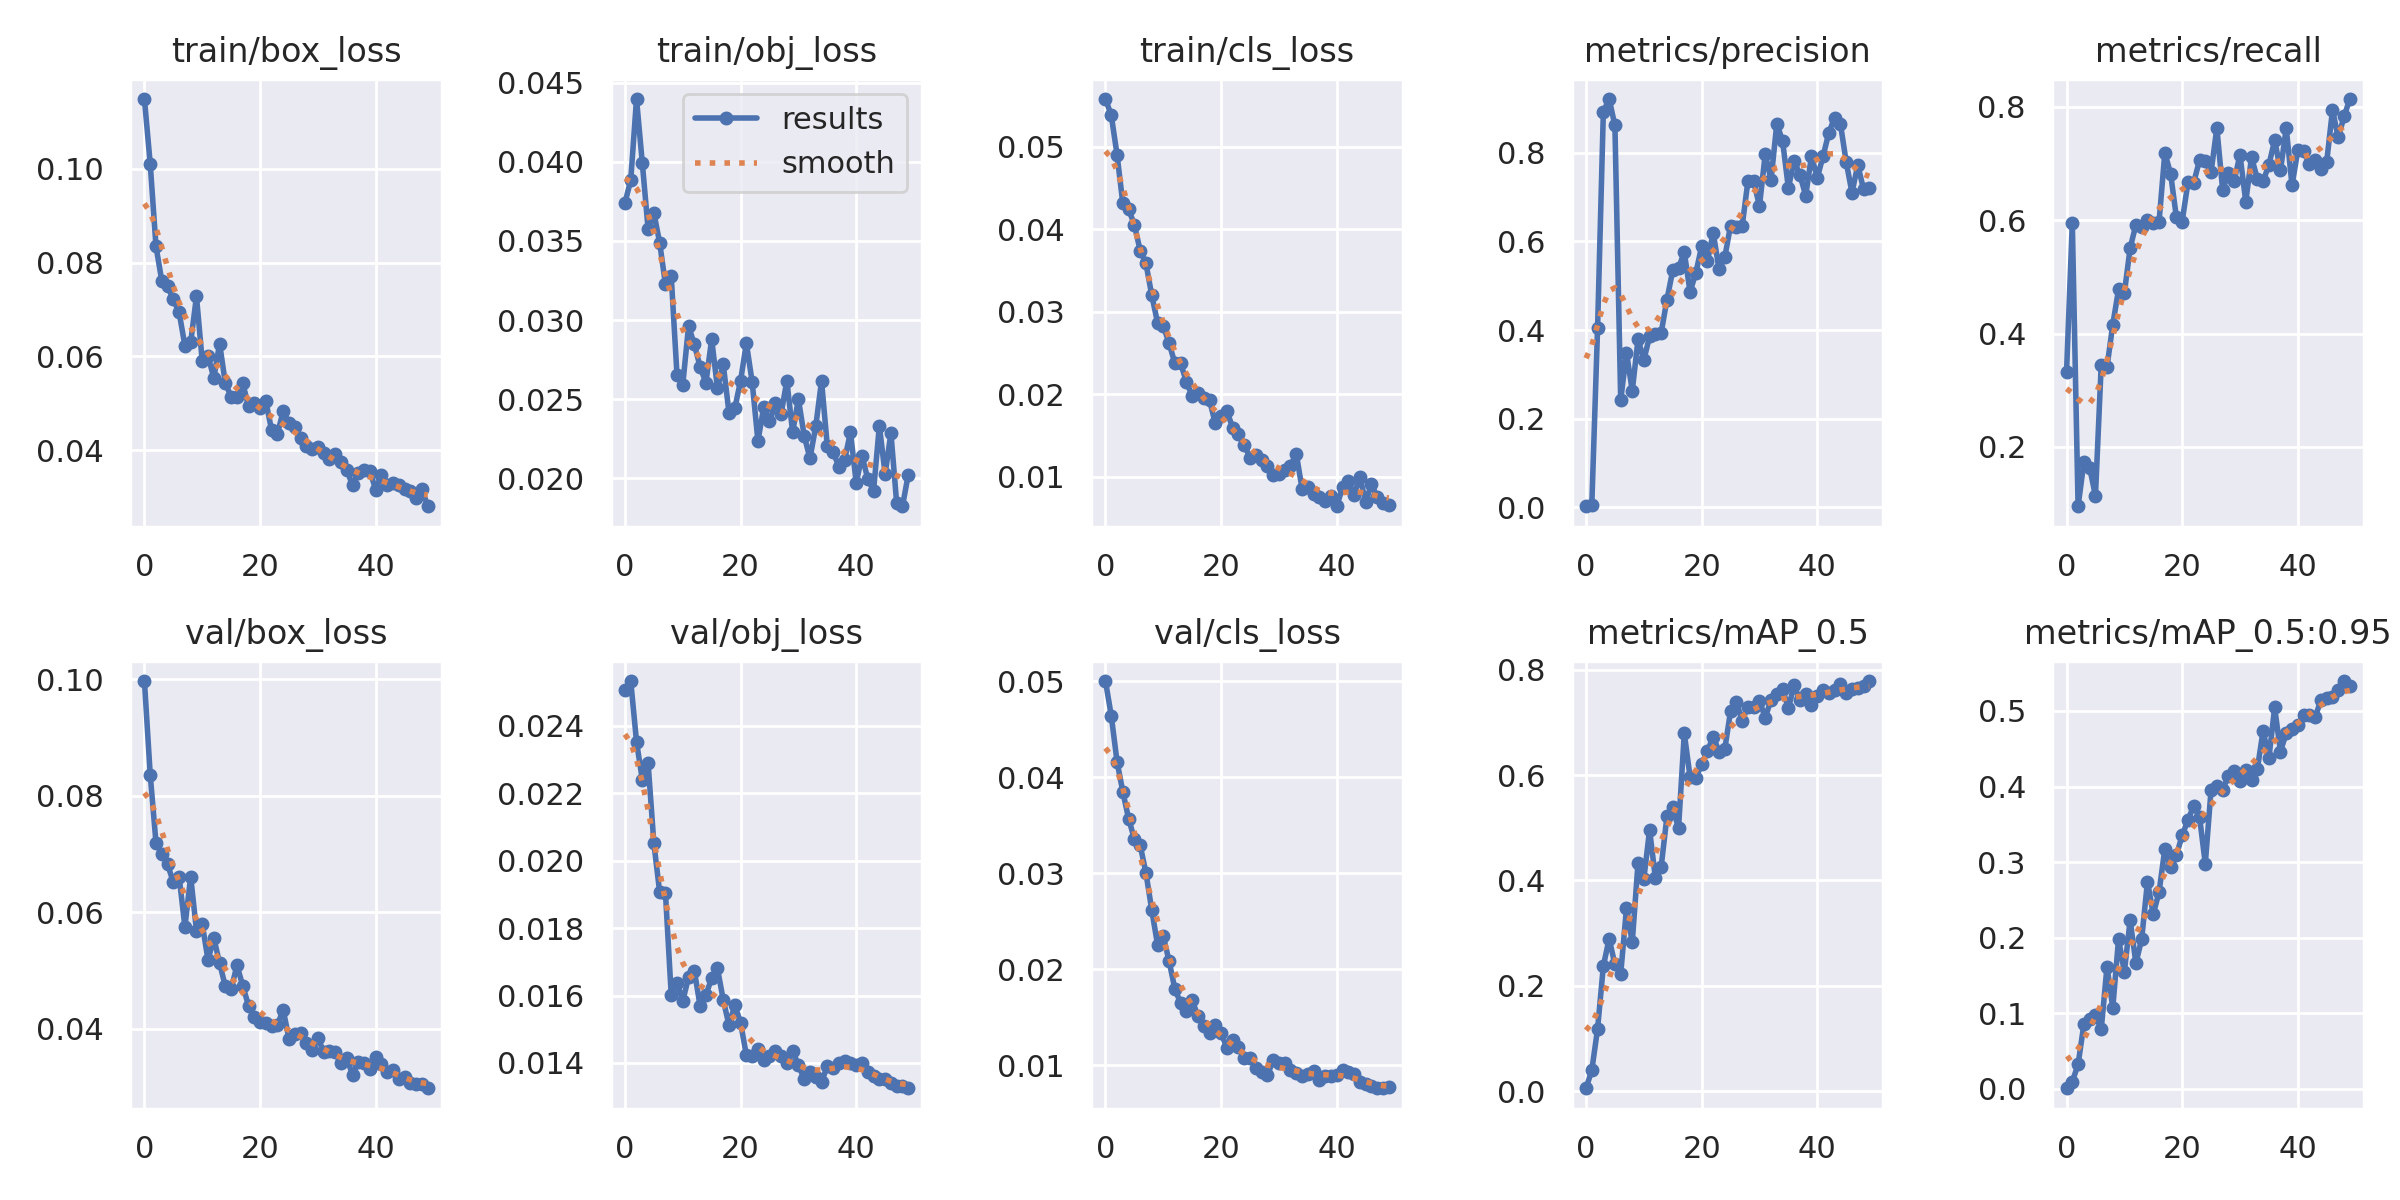 train/box_loss
0.10
0.08
0.06
0.04
0 20 40
train/obj_loss
0.045
0.040
0.035
0.030
0.025
0.020
results
smooth
0 20 40
train/cls_loss
0.05
0.04
0.03
0.02
0.01
0 20 40
metrics/precision
0.8
0.6
0.4
0.2
0.0
0 20 40
metrics/recall
0.8
0.6
0.4
0.2
0 20 40
val/box_loss
0.10
0.08
0.06
0.04
0 20 40
val/obj_loss
0.024
0.022
0.020
0.018
0.016
0.014
0 20 40
val/cls_loss
0.05
0.04
0.03
0.02
0.01
0 20 40
metrics/mAP_0.5
0.8
0.6
0.4
0.2
0.0
0 20 40
metrics/mAP_0.5:0.95
0.5
0.4
0.3
0.2
0.1
0.0
0 20 40